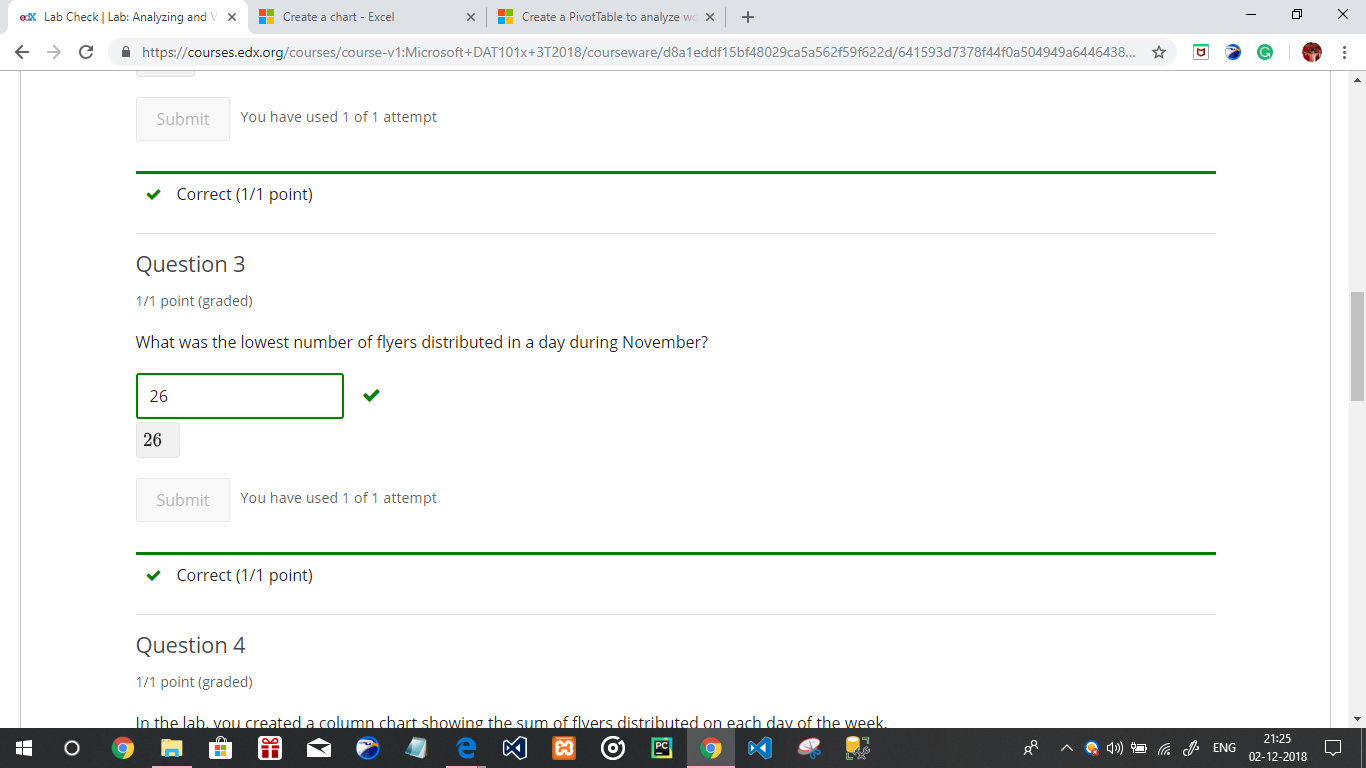 edX Lab Check | Lab: Analyzing and V
Create a chart - Excel
Create a PivotTable to analyze wo
https://courses.edx.org/courses/course-v1:Microsoft+DAT101x+3T2018/courseware/d8a1eddf15bf48029ca5a562f59f622d/641593d7378f44f0a504949a6446438...
Submit You have used 1 of 1 attempt
Correct (1/1 point)
Question 3
1/1 point (graded)
What was the lowest number of flyers distributed in a day during November?
26
26
Submit You have used 1 of 1 attempt
Correct (1/1 point)
Question 4
1/1 point (graded)
In the lab, you created a column chart showing the sum of flyers distributed on each day of the week.
PC
ENG
21:25
02-12-2018